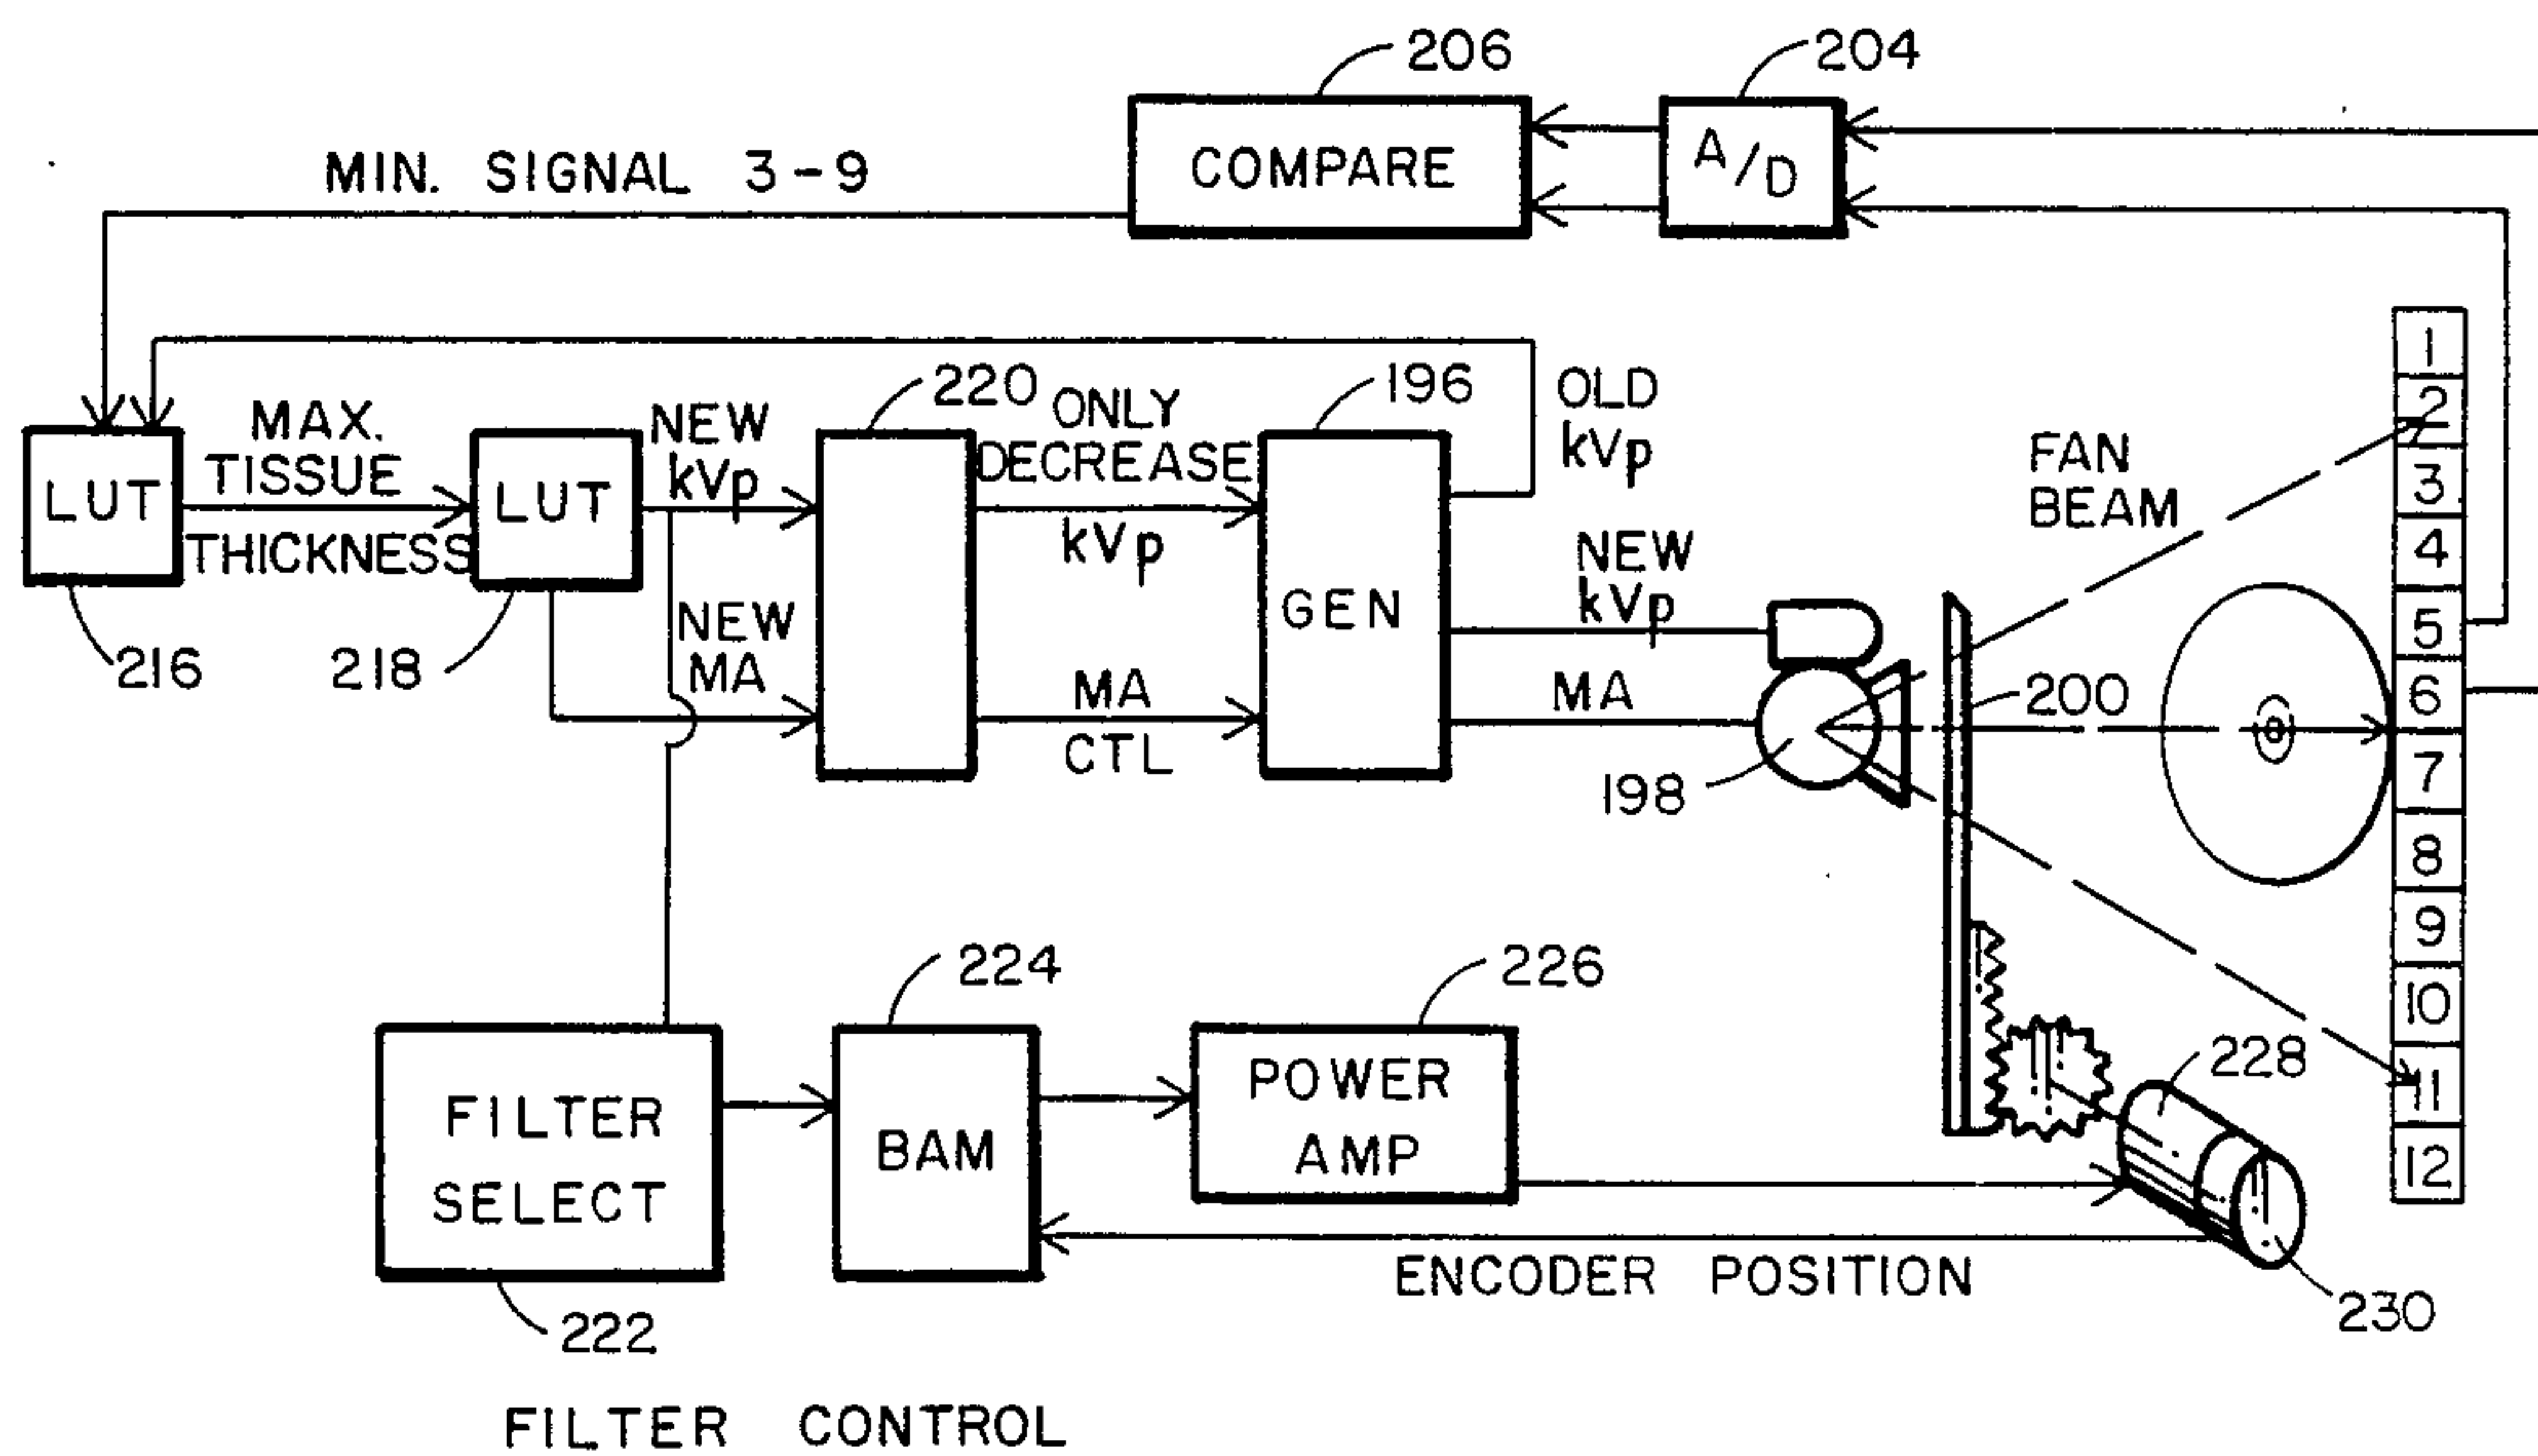 206
204
COMPARE
A/D
MIN. SIGNAL 3-9
220
196
ONLY
DECREASE
kVp
OLD
kVp
MAX.
TISSUE
THICKNESS
NEW
kVp
LUT
LUT
216
218
NEW
MA
MA
CTL
GEN
NEW
kVp
MA
198
200
FAN
BEAM
1
2
3
4
5
6
7
8
9
10
11
12
224
226
228
FILTER
SELECT
BAM
POWER
AMP
ENCODER POSITION
222
230
FILTER CONTROL